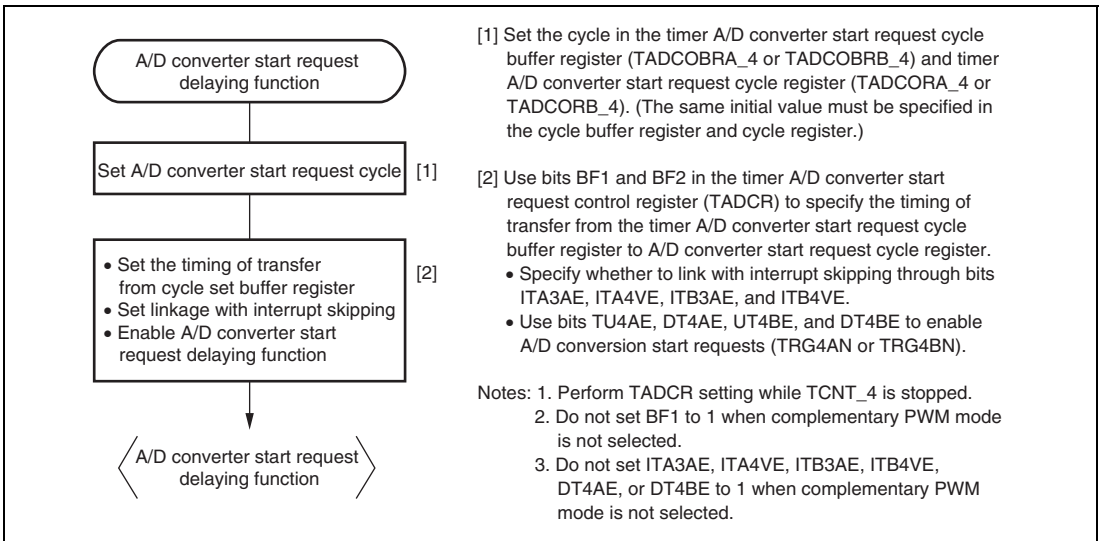 A/D converter start request
delaying function
Set A/D converter start request cycle [1]
• Set the timing of transfer
from cycle set buffer register
• Set linkage with interrupt skipping
• Enable A/D converter start
request delaying function
[2]
A/D converter start request
delaying function
[1] Set the cycle in the timer A/D converter start request cycle
buffer register (TADCOBRA_4 or TADCOBRB_4) and timer
A/D converter start request cycle register (TADCORA_4 or
TADCORB_4). (The same initial value must be specified in
the cycle buffer register and cycle register.)
[2] Use bits BF1 and BF2 in the timer A/D converter start
request control register (TADCR) to specify the timing of
transfer from the timer A/D converter start request cycle
buffer register to A/D converter start request cycle register.
• Specify whether to link with interrupt skipping through bits
ITA3AE, ITA4VE, ITB3AE, and ITB4VE.
• Use bits TU4AE, DT4AE, UT4BE, and DT4BE to enable
A/D conversion start requests (TRG4AN or TRG4BN).
Notes: 1. Perform TADCR setting while TCNT_4 is stopped.
2. Do not set BF1 to 1 when complementary PWM mode
is not selected.
3. Do not set ITA3AE, ITA4VE, ITB3AE, ITB4VE,
DT4AE, or DT4BE to 1 when complementary PWM
mode is not selected.